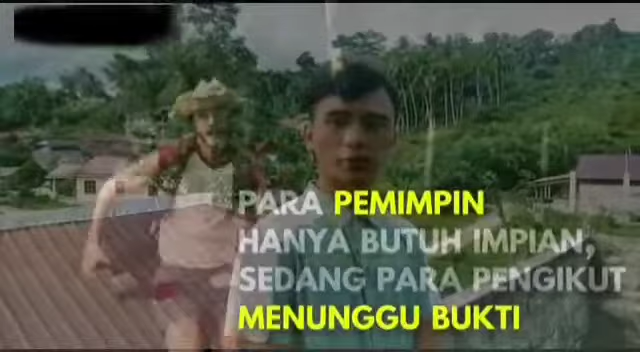 PARA PEMIMPIN
HANYA BUTUH IMPIAN,
SEDANG PARA PENGIKUT
MENUNGGU BUKTI